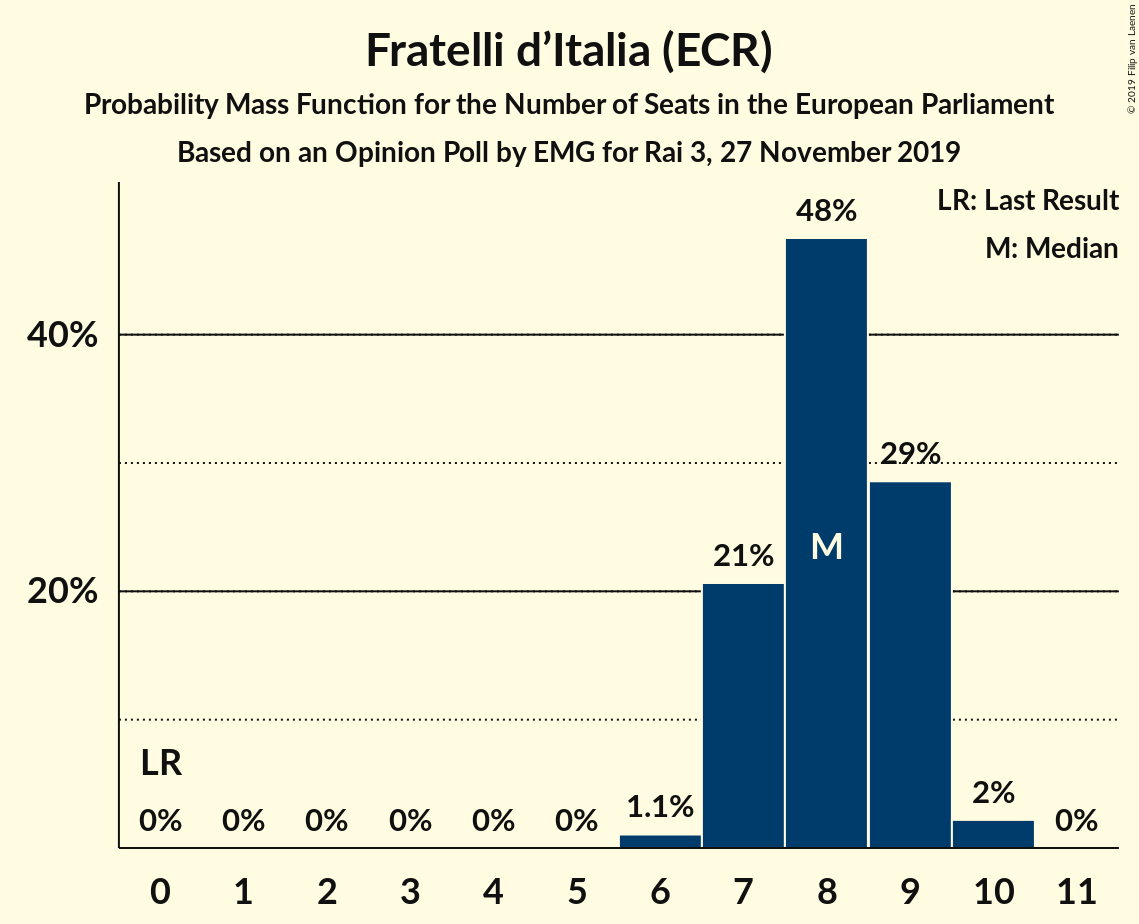 Fratelli d’Italia (ECR)
Probability Mass Function for the Number of Seats in the European Parliament
Based on an Opinion Poll by EMG for Rai 3, 27 November 2019
© 2019 Filip van Laenen
LR: Last Result
M: Median
48%
40%
29%
M
21%
20%
LR
0% 0% 0% 0% 0% 0% 1.1% 2% 0%
0 1 2 3 4 5 6 7 8 9 10 11